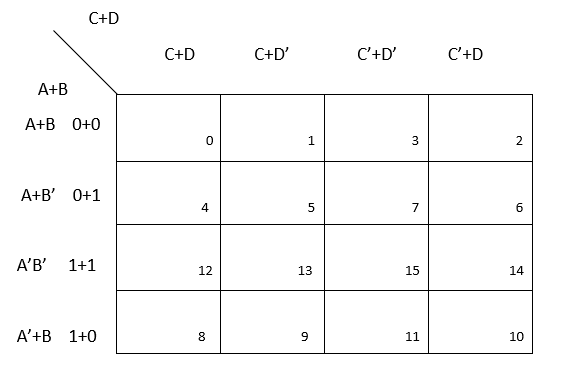 C+D
C+D C+D’ C’+D’ C’+D
A+B
A+B 0+0
0 1 3 2
A+B’ 0+1
4 5 7 6
A’B’ 1+1
12 13 15 14
A’+B 1+0
8 9 11 10